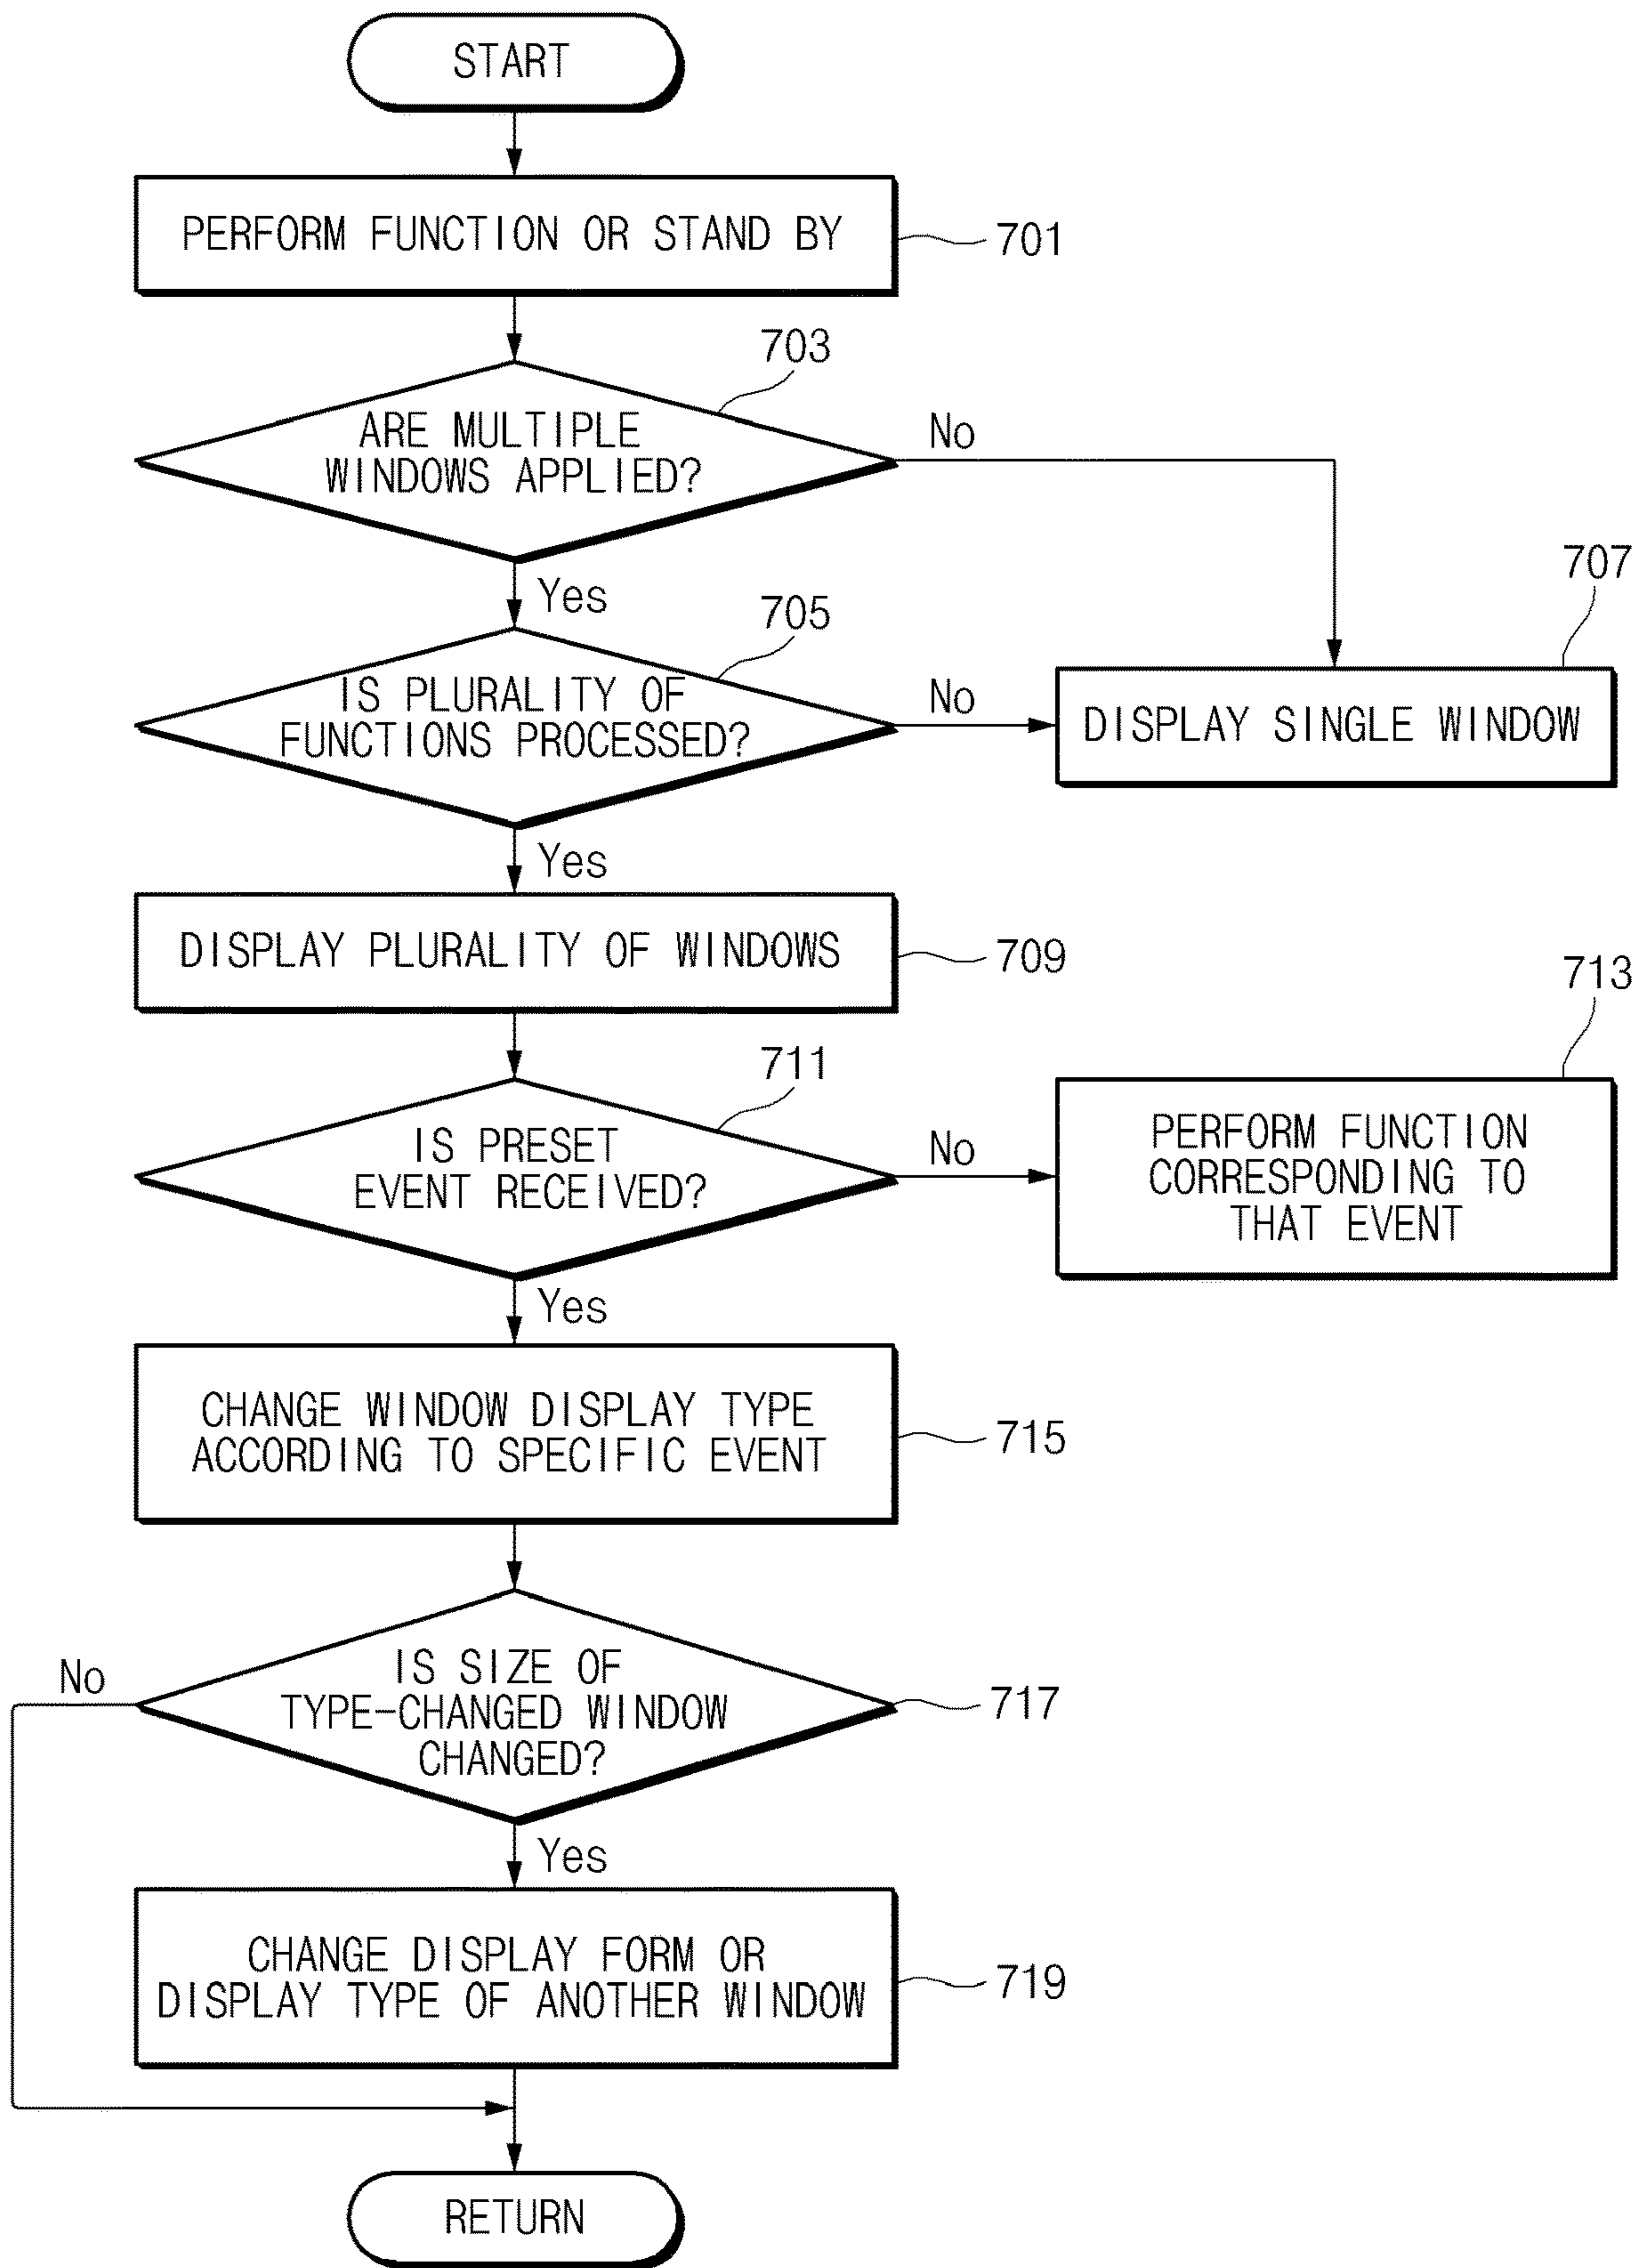 START
PERFORM FUNCTION OR STAND BY
701
703
ARE MULTIPLE
WINDOWS APPLIED?
No
Yes
705
707
IS PLURALITY OF
FUNCTIONS PROCESSED?
No
DISPLAY SINGLE WINDOW
Yes
DISPLAY PLURALITY OF WINDOWS
709
711
713
IS PRESET
EVENT RECEIVED?
No
PERFORM FUNCTION
CORRESPONDING TO
THAT EVENT
Yes
CHANGE WINDOW DISPLAY TYPE
ACCORDING TO SPECIFIC EVENT
715
No
IS SIZE OF
TYPE-CHANGED WINDOW
CHANGED?
717
Yes
CHANGE DISPLAY FORM OR
DISPLAY TYPE OF ANOTHER WINDOW
719
RETURN